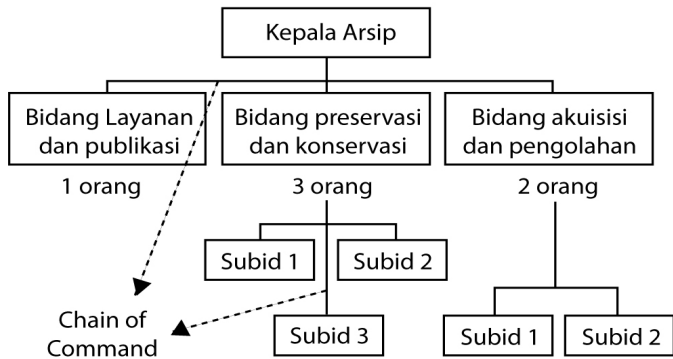 Kepala Arsip
Bidang Layanan
dan publikasi
Bidang preservasi
dan konservasi
Bidang akuisisi
dan pengolahan
1 orang
3 orang
2 orang
Subid 1
Subid 2
Chain of
Command
Subid 3
Subid 1
Subid 2